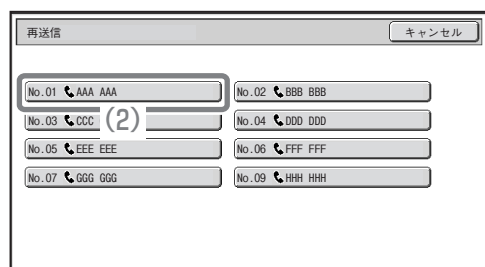 再送信 キャンセル
No.01 AAA AAA No.02 BBB BBB
No.03 CCC (2) No.04 DDD DDD
No.05 EEE EEE No.06 FFF FFF
No.07 GGG GGG No.09 HHH HHH